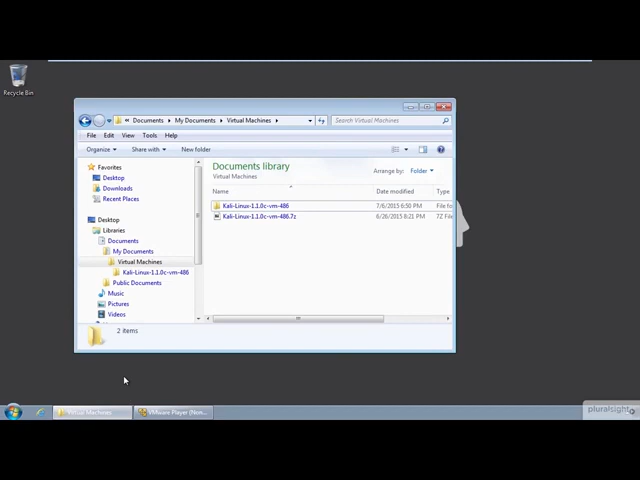 Recycle Bin
« Documents ▸ My Documents ▸ Virtual Machines ▸
Search Virtual Machines
File Edit View Tools Help
Organize Share with New folder
Favorites
Desktop
Downloads
Recent Places
Desktop
Libraries
Documents
My Documents
Virtual Machines
Kali-Linux-1.1.0c-vm-486
Public Documents
Music
Pictures
Videos
Documents library
Virtual Machines
Arrange by: Folder
Name Date modified Type
Kali-Linux-1.1.0c-vm-486 7/6/2015 6:50 PM File fo
Kali-Linux-1.1.0c-vm-486.7z 6/26/2015 8:21 PM 7Z File
2 items
Virtual Machines
VMware Player (Non...
pluralsight